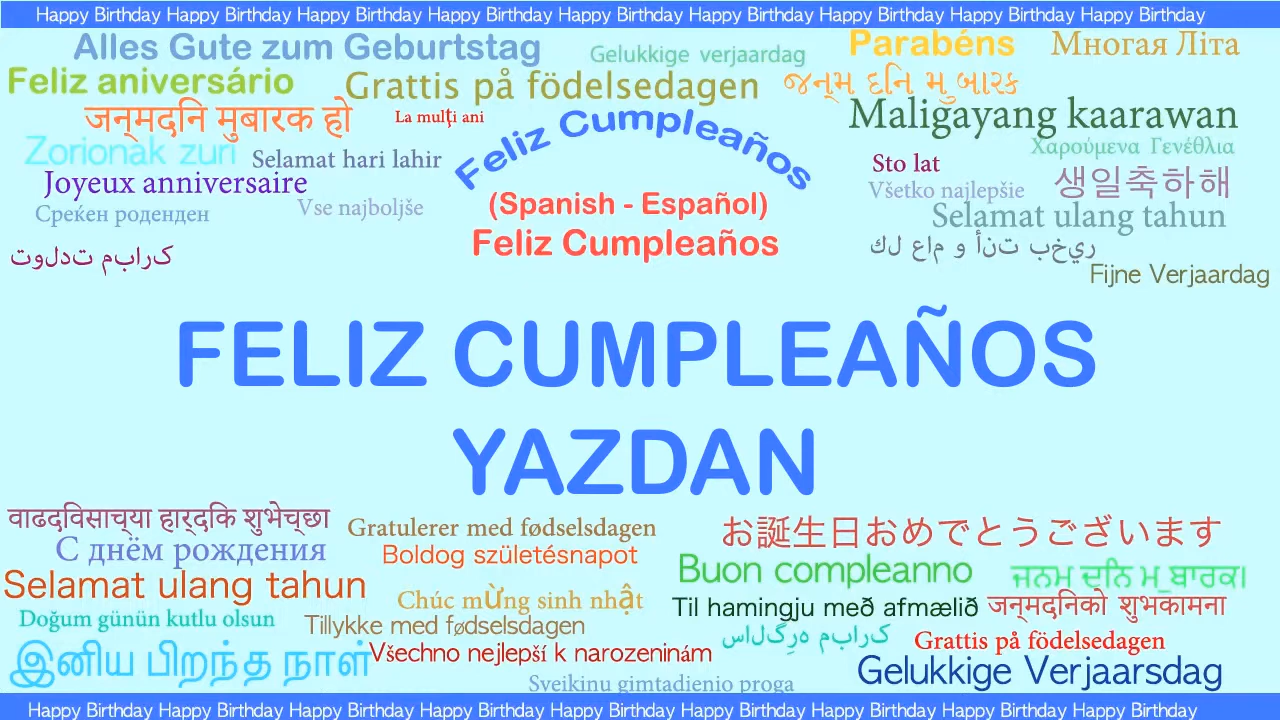 Happy Birthday Happy Birthday Happy Birthday Happy Birthday Happy Birthday Happy Birthday Happy Birthday Happy Birthday Happy Birthday
Alles Gute zum Geburtstag
Gelukkige verjaardag
Parabéns
Многая Літа
Feliz aniversário
Grattis på födelsedagen
જન્મ દિન મુબારક
जन्मदिन मुबारक हो
La mulţi ani
Feliz Cumpleaños
Maligayang kaarawan
Zorionak zuri
Selamat hari lahir
Sto lat
Χαρούμενα Γενέθλια
Joyeux anniversaire
(Spanish - Español)
Všetko najlepšie
생일축하해
Среќен роденден
Vse najboljše
Selamat ulang tahun
Feliz Cumpleaños
تولدت مبارک
كل عام و أنت بخير
Fijne Verjaardag
FELIZ CUMPLEAÑOS
YAZDAN
वाढदिवसाच्या हार्दिक शुभेच्छा
Gratulerer med fødselsdagen
お誕生日おめでとうございます
С днём рождения
Boldog születésnapot
Buon compleanno
ਜਨਮ ਦਿਨ ਮੁਬਾਰਕ।
Selamat ulang tahun
Chúc mừng sinh nhật
Til hamingju með afmælið
जन्मदिनको शुभकामना
Doğum günün kutlu olsun
Tillykke med fødselsdagen
سالگرِہ مبارک
Grattis på födelsedagen
இனிய பிறந்த நாள்
Všechno nejlepší k narozeninám
Gelukkige Verjaarsdag
Sveikinu gimtadienio proga
Happy Birthday Happy Birthday Happy Birthday Happy Birthday Happy Birthday Happy Birthday Happy Birthday Happy Birthday Happy Birthday